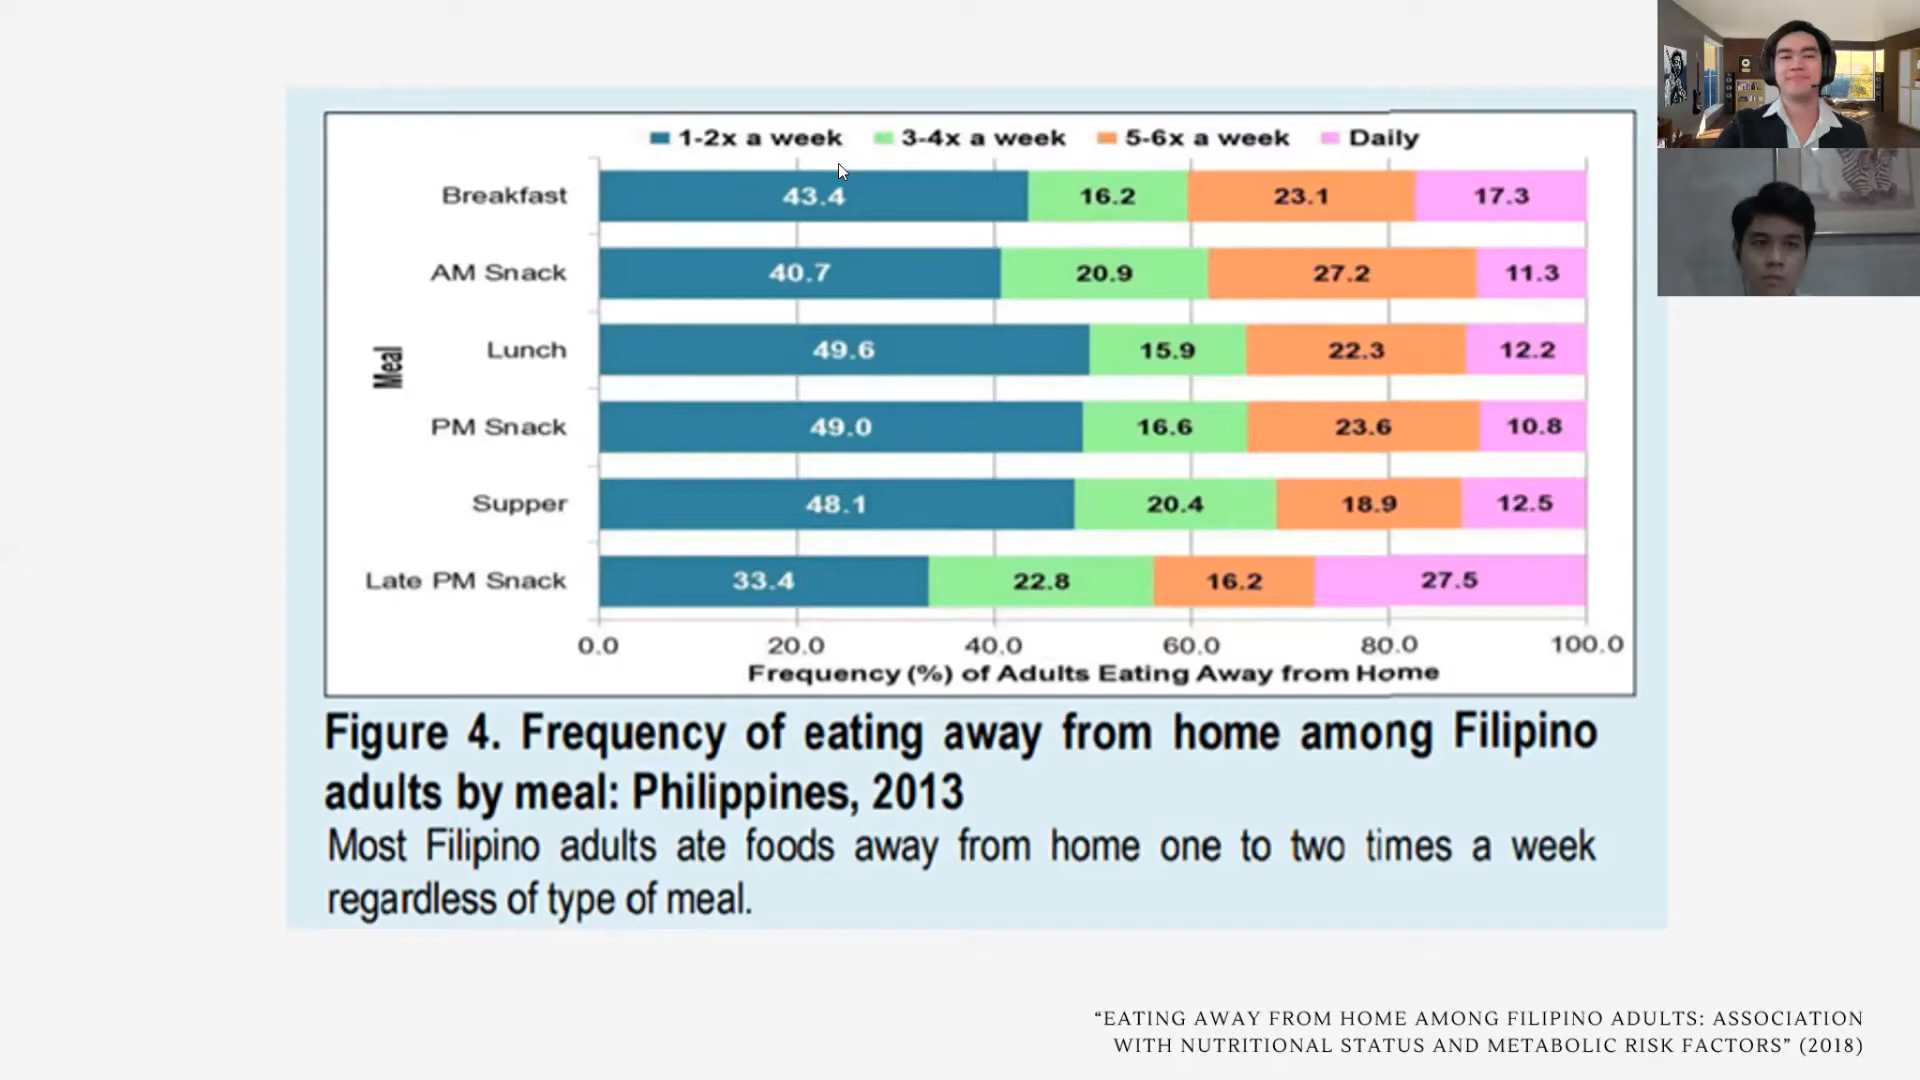 1-2x a week 3-4x a week 5-6x a week Daily
Breakfast 43.4 16.2 23.1 17.3
AM Snack 40.7 20.9 27.2 11.3
Meal
Lunch 49.6 15.9 22.3 12.2
PM Snack 49.0 16.6 23.6 10.8
Supper 48.1 20.4 18.9 12.5
Late PM Snack 33.4 22.8 16.2 27.5
0.0 20.0 40.0 60.0 80.0 100.0
Frequency (%) of Adults Eating Away from Home
Figure 4. Frequency of eating away from home among Filipino
adults by meal: Philippines, 2013
Most Filipino adults ate foods away from home one to two times a week
regardless of type of meal.
“EATING AWAY FROM HOME AMONG FILIPINO ADULTS: ASSOCIATION
WITH NUTRITIONAL STATUS AND METABOLIC RISK FACTORS” (2018)